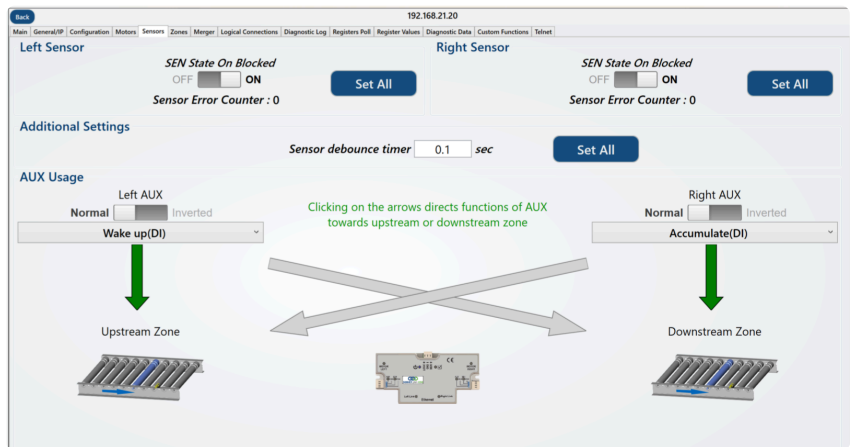 Back
192.168.21.20
Main General/IP Configuration Motors Sensors Zones Merger Logical Connections Diagnostic Log Registers Poll Register Values Diagnostic Data Custom Functions Telnet
Left Sensor
SEN State On Blocked
OFF ON
Set All
Sensor Error Counter : 0
Right Sensor
SEN State On Blocked
OFF ON
Set All
Sensor Error Counter : 0
Additional Settings
Sensor debounce timer 0.1 sec
Set All
AUX Usage
Left AUX
Normal Inverted
Wake up(DI)
Clicking on the arrows directs functions of AUX
towards upstream or downstream zone
Right AUX
Normal Inverted
Accumulate(DI)
Upstream Zone
Downstream Zone
Ethernet